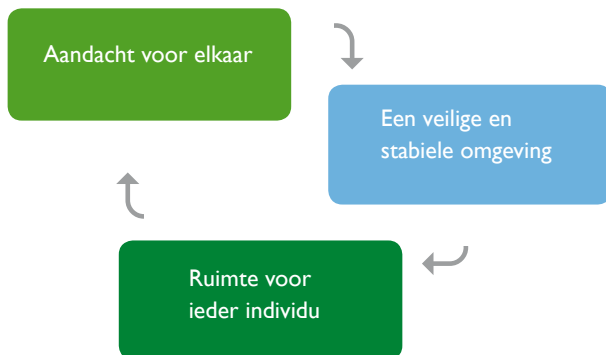 Aandacht voor elkaar
Een veilige en
stabiele omgeving
Ruimte voor
ieder individu